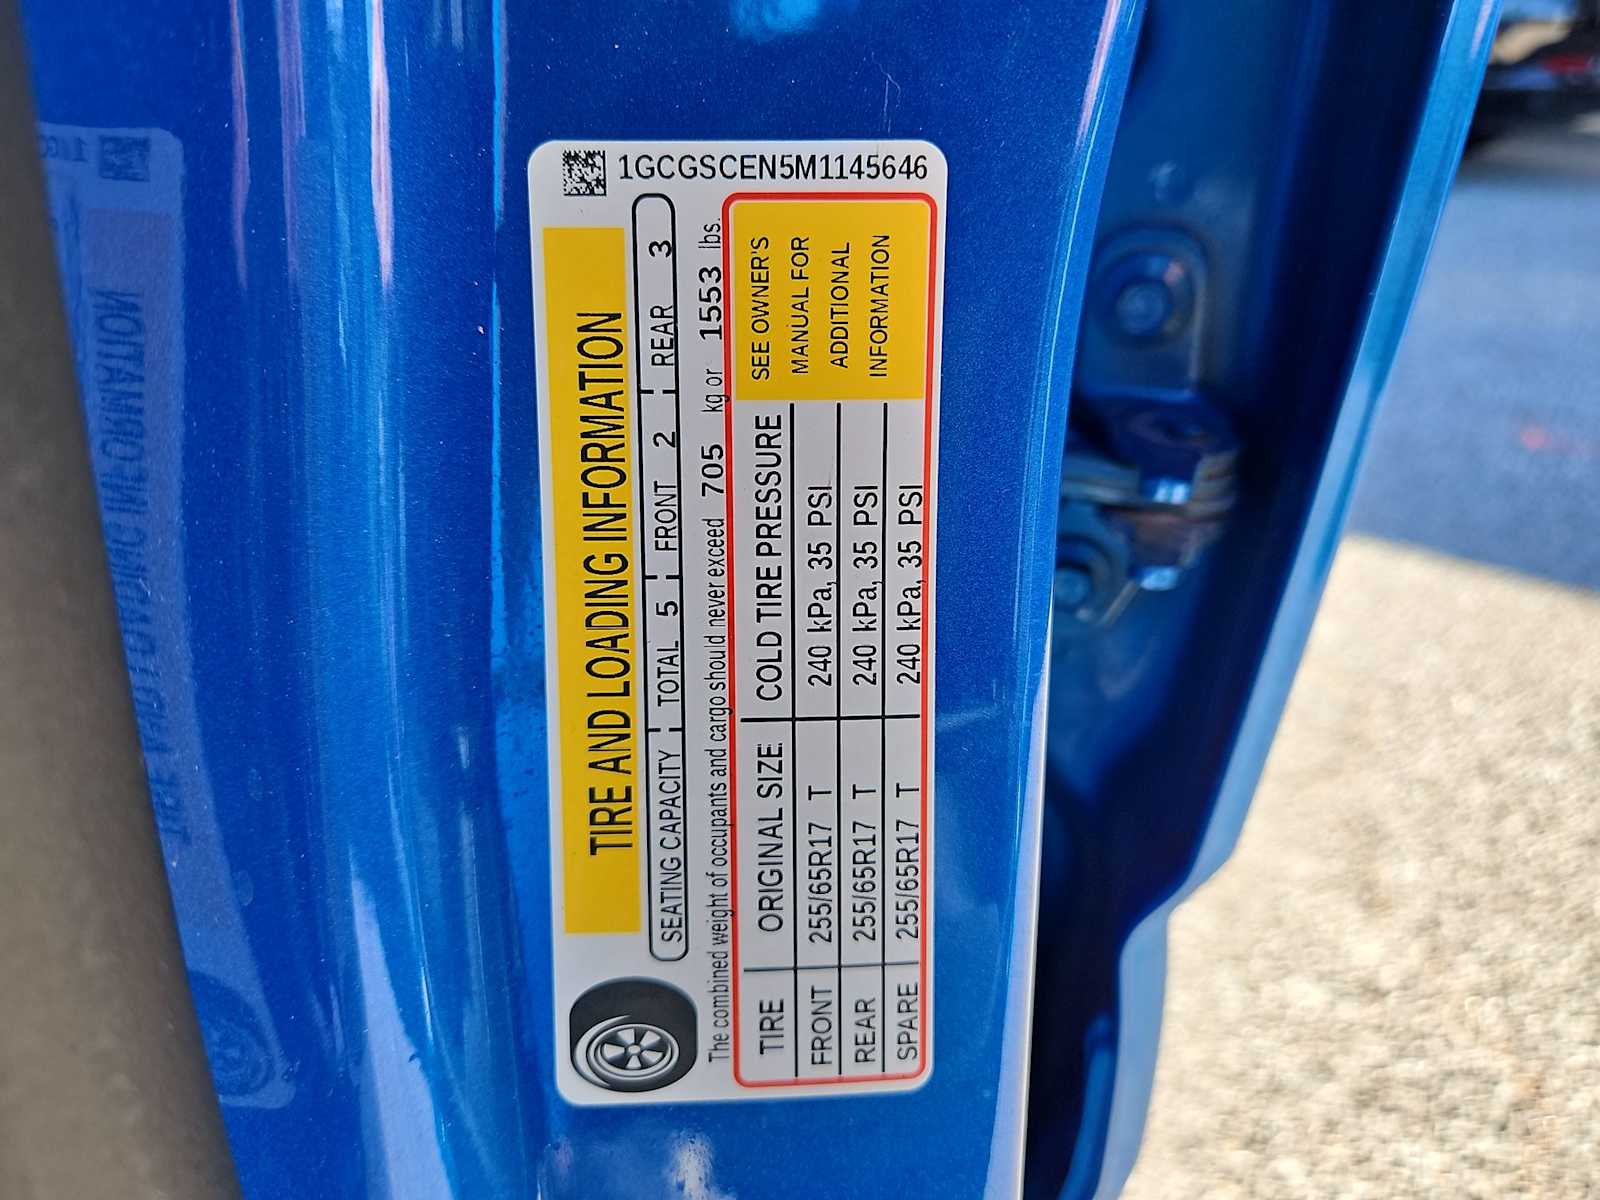 1GCGSCEN5M1145646
TIRE AND LOADING INFORMATION
SEATING CAPACITY TOTAL 5 FRONT 2 REAR 3
The combined weight of occupants and cargo should never exceed 705 kg or 1553 lbs.
TIRE ORIGINAL SIZE COLD TIRE PRESSURE
FRONT 255/65R17 T 240 kPa, 35 PSI
REAR 255/65R17 T 240 kPa, 35 PSI
SPARE 255/65R17 T 240 kPa, 35 PSI
SEE OWNER'S
MANUAL FOR
ADDITIONAL
INFORMATION